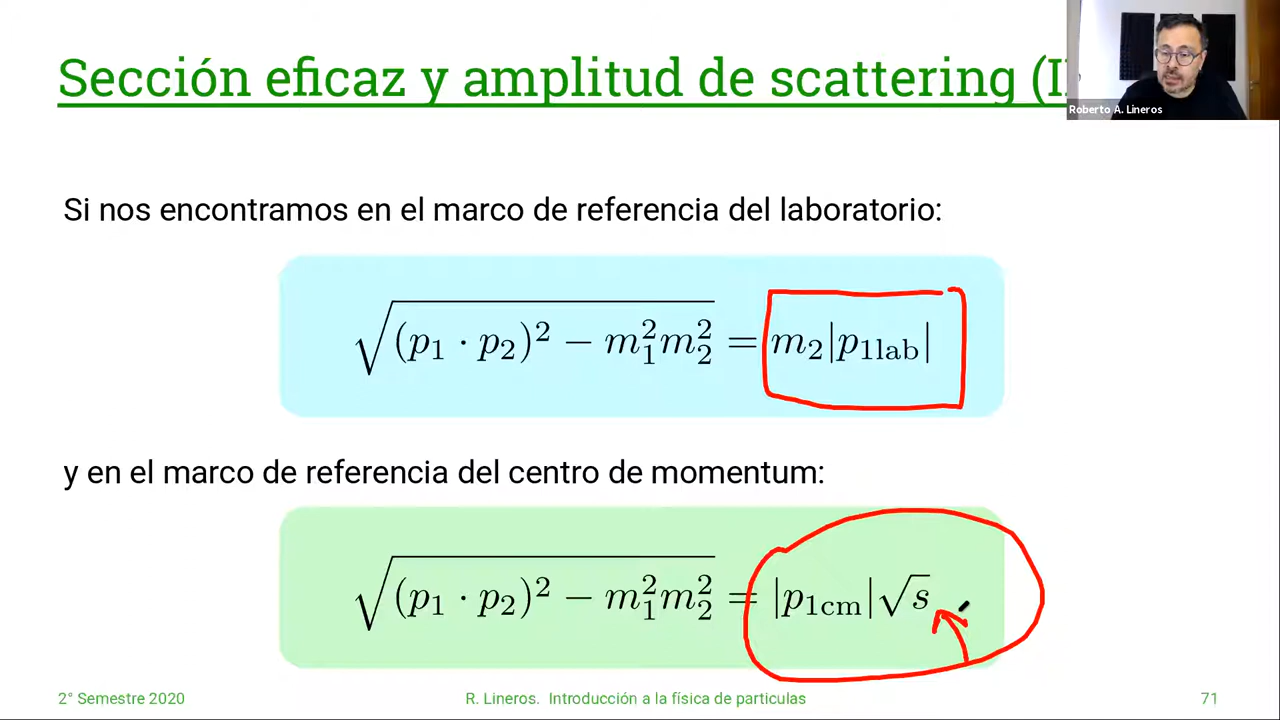 Sección eficaz y amplitud de scattering (I
Roberto A. Lineros
Si nos encontramos en el marco de referencia del laboratorio:
√(p₁ · p₂)² − m₁²m₂² = m₂|p₁lab|
y en el marco de referencia del centro de momentum:
√(p₁ · p₂)² − m₁²m₂² = |p₁cm|√s
2° Semestre 2020
R. Lineros. Introducción a la física de particulas
71